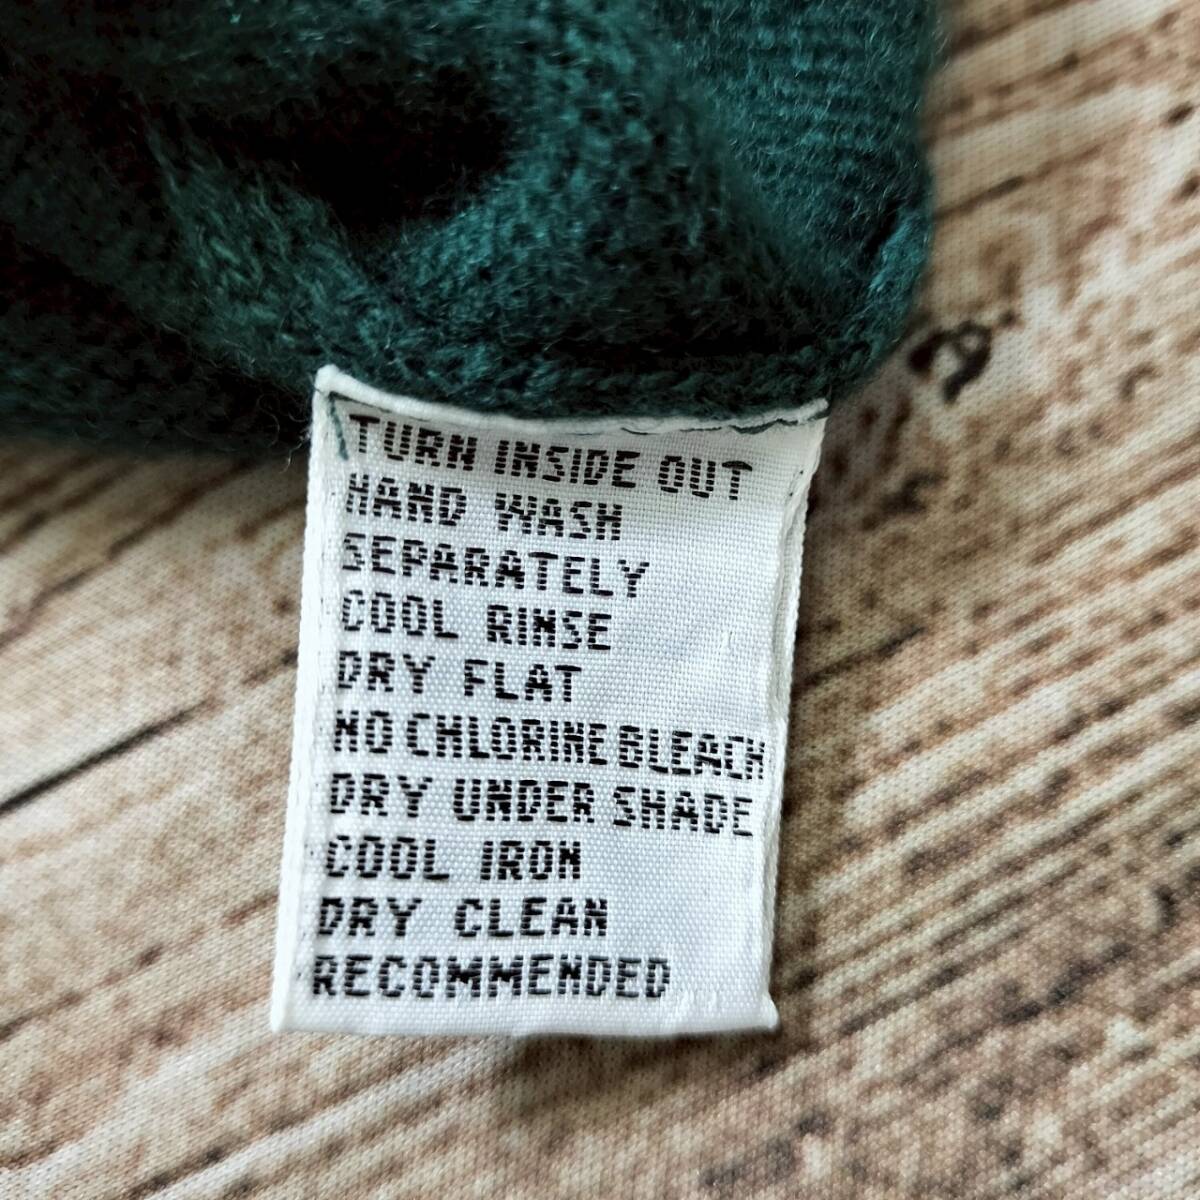 TURN INSIDE OUT
HAND WASH
SEPARATELY
COOL RINSE
DRY FLAT
NO CHLORINE BLEACH
DRY UNDER SHADE
COOL IRON
DRY CLEAN
RECOMMENDED